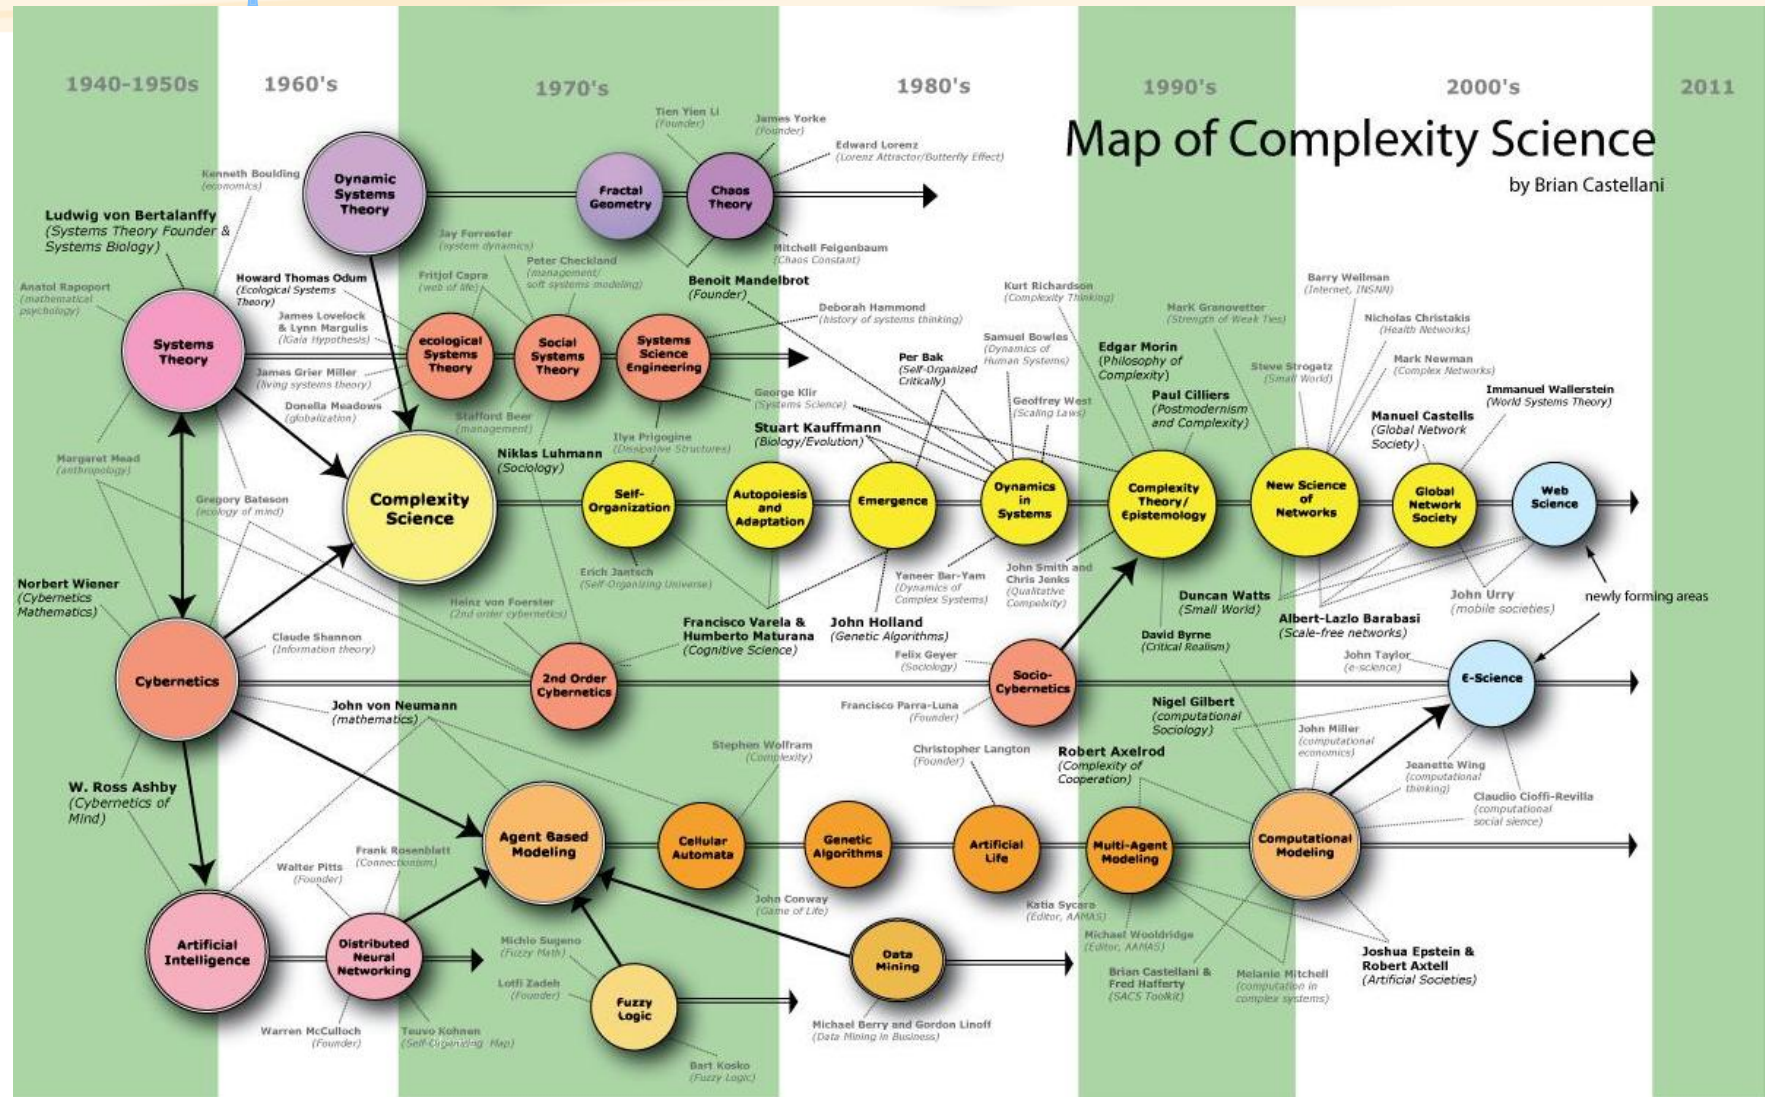 1940-1950s
1960's
1970's
1980's
1990's
2000's
2011
Map of Complexity Science
by Brian Castellani
Tien Yien Li
(Founder)
James Yorke
(Founder)
Edward Lorenz
(Lorenz Attractor/Butterfly Effect)
Kenneth Boulding
(economics)
Dynamic
Systems
Theory
Fractal
Geometry
Chaos
Theory
Ludwig von Bertalanffy
(Systems Theory Founder &
Systems Biology)
Jay Forrester
(system dynamics)
Mitchell Feigenbaum
(Chaos Constant)
Peter Checkland
(management/
soft systems modeling)
Fritjof Capra
(web of life)
Benoit Mandelbrot
(Founder)
Howard Thomas Odum
(Ecological Systems
Theory)
Anatol Rapoport
(mathematical
psychology)
James Lovelock
& Lynn Margulis
(IGaia Hypothesis)
Deborah Hammond
(history of systems thinking)
Kurt Richardson
(Complexity Thinking)
Mark Granovetter
(Strength of Weak Ties)
Barry Wellman
(Internet, INSNN)
Nicholas Christakis
(Health Networks)
Systems
Theory
ecological
Systems
Theory
Social
Systems
Theory
Systems
Science
Engineering
Samuel Bowles
(Dynamics of
Human Systems)
Edgar Morin
(Philosophy of
Complexity)
Per Bak
(Self-Organized
Critically)
Steve Strogatz
(Small World)
Mark Newman
(Complex Networks)
James Grier Miller
(living systems theory)
Donella Meadows
(globalization)
Stafford Beer
(management)
George Klir
(Systems Science)
Geoffrey West
(Scaling Laws)
Paul Cilliers
(Postmodernism
and Complexity)
Immanuel Wallerstein
(World Systems Theory)
Manuel Castells
(Global Network
Society)
Stuart Kauffmann
(Biology/Evolution)
Ilya Prigogine
(Dissipative Structures)
Niklas Luhmann
(Sociology)
Margaret Mead
(anthropology)
Gregory Bateson
(ecology of mind)
Complexity
Science
Self-
Organization
Autopoiesis
and
Adaptation
Emergence
Dynamics
in
Systems
Complexity
Theory/
Epistemology
New Science
of
Networks
Global
Network
Society
Web
Science
Norbert Wiener
(Cybernetics
Mathematics)
Erich Jantsch
(Self-Organizing Universe)
Heinz von Foerster
(2nd order cybernetics)
Yaneer Bar-Yam
(Dynamics of
Complex Systems)
John Smith and
Chris Jenks
(Qualitative
Compelxity)
Duncan Watts
(Small World)
John Urry
(mobile societies)
newly forming areas
Albert-Lazlo Barabasi
(Scale-free networks)
Francisco Varela &
Humberto Maturana
(Cognitive Science)
John Holland
(Genetic Algorithms)
David Byrne
(Critical Realism)
Claude Shannon
(Information theory)
Felix Geyer
(Sociology)
John Taylor
(e-science)
Cybernetics
2nd Order
Cybernetics
Socio-
Cybernetics
E-Science
John von Neumann
(mathematics)
Francisco Parra-Luna
(Founder)
Nigel Gilbert
(computational
Sociology)
John Miller
(computational
economics)
Stephen Wolfram
(Complexity)
Christopher Langton
(Founder)
Robert Axelrod
(Complexity of
Cooperation)
Jeanette Wing
(computational
thinking)
W. Ross Ashby
(Cybernetics of
Mind)
Claudio Cioffi-Revilla
(computational
social sience)
Agent Based
Modeling
Cellular
Automata
Genetic
Algorithms
Artificial
Life
Multi-Agent
Modeling
Computational
Modeling
Frank Rosenblatt
(Connectionism)
Walter Pitts
(Founder)
John Conway
(Game of Life)
Katia Sycara
(Editor, AAMAS)
Michael Wooldridge
(Editor, AAMAS)
Artificial
Intelligence
Distributed
Neural
Networking
Michio Sugeno
(Fuzzy Math)
Data
Mining
Joshua Epstein &
Robert Axtell
(Artificial Societies)
Brian Castellani &
Fred Hafferty
(SACS Toolkit)
Melanie Mitchell
(computation in
complex systems)
Lotfi Zadeh
(Founder)
Fuzzy
Logic
Warren McCulloch
(Founder)
Teuvo Kohnen
(Self-Organizing Map)
Michael Berry and Gordon Linoff
(Data Mining in Business)
Bart Kosko
(Fuzzy Logic)